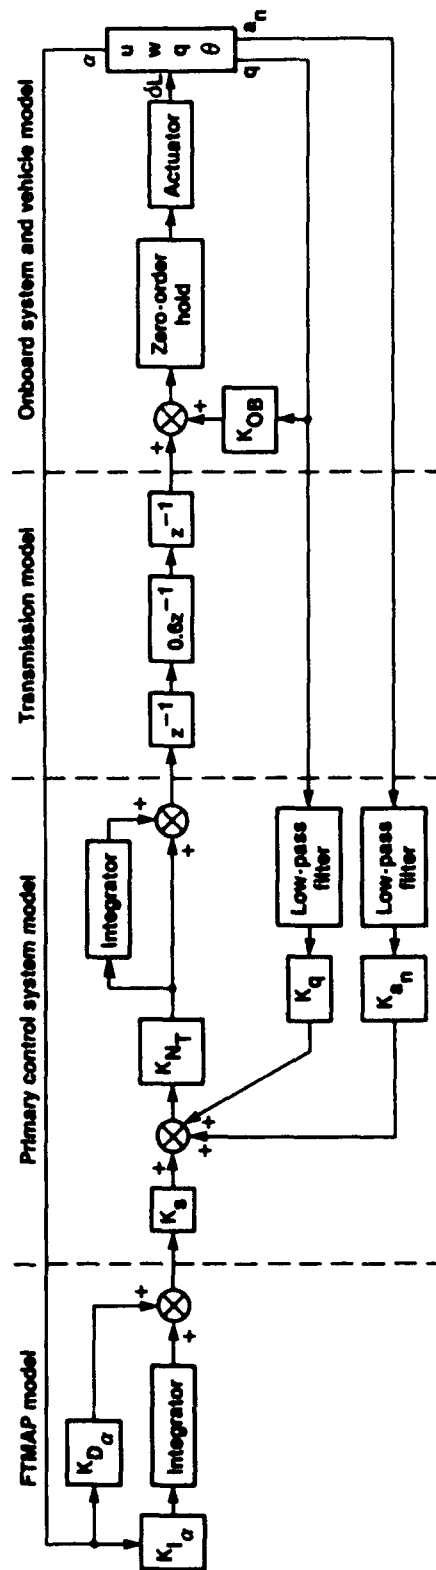 FTMAP model
Primary control system model
Transmission model
Onboard system and vehicle model
K_Dα
K_Iα
Integrator
+
+
K_s
+
+
+
K_N_T
Integrator
+
+
z⁻¹
0.6z⁻¹
z⁻¹
+
+
K_OB
Zero-order
hold
Actuator
δL
α
u
w
q
θ
a_n
q
Low-pass
filter
K_q
Low-pass
filter
K_a_n